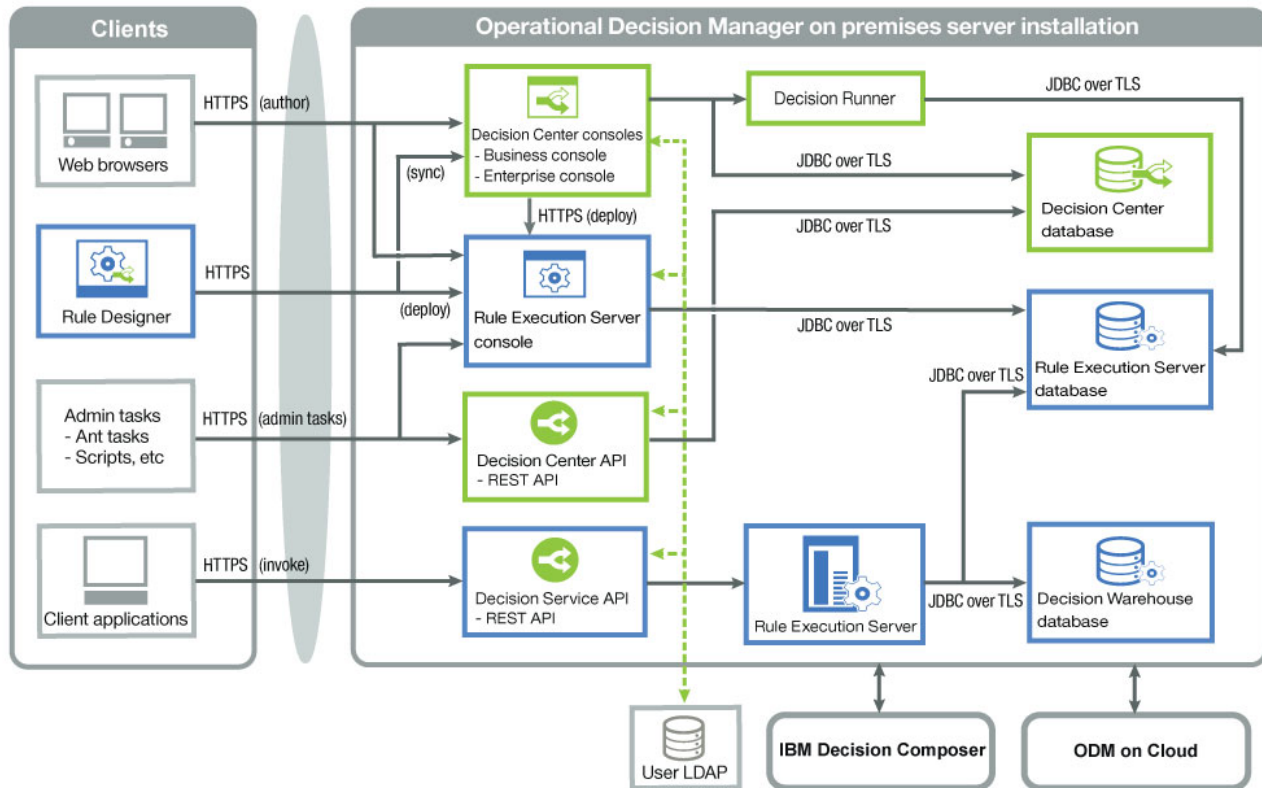 Clients
Operational Decision Manager on premises server installation
Web browsers
HTTPS (author)
Rule Designer
HTTPS
(sync)
(deploy)
Admin tasks
- Ant tasks
- Scripts, etc
HTTPS (admin tasks)
Client applications
HTTPS (invoke)
Decision Center consoles
- Business console
- Enterprise console
HTTPS (deploy)
Rule Execution Server
console
Decision Center API
- REST API
Decision Service API
- REST API
Decision Runner
JDBC over TLS
JDBC over TLS
Decision Center
database
JDBC over TLS
JDBC over TLS
Rule Execution Server
database
JDBC over TLS
Rule Execution Server
JDBC over TLS
Decision Warehouse
database
User LDAP
IBM Decision Composer
ODM on Cloud